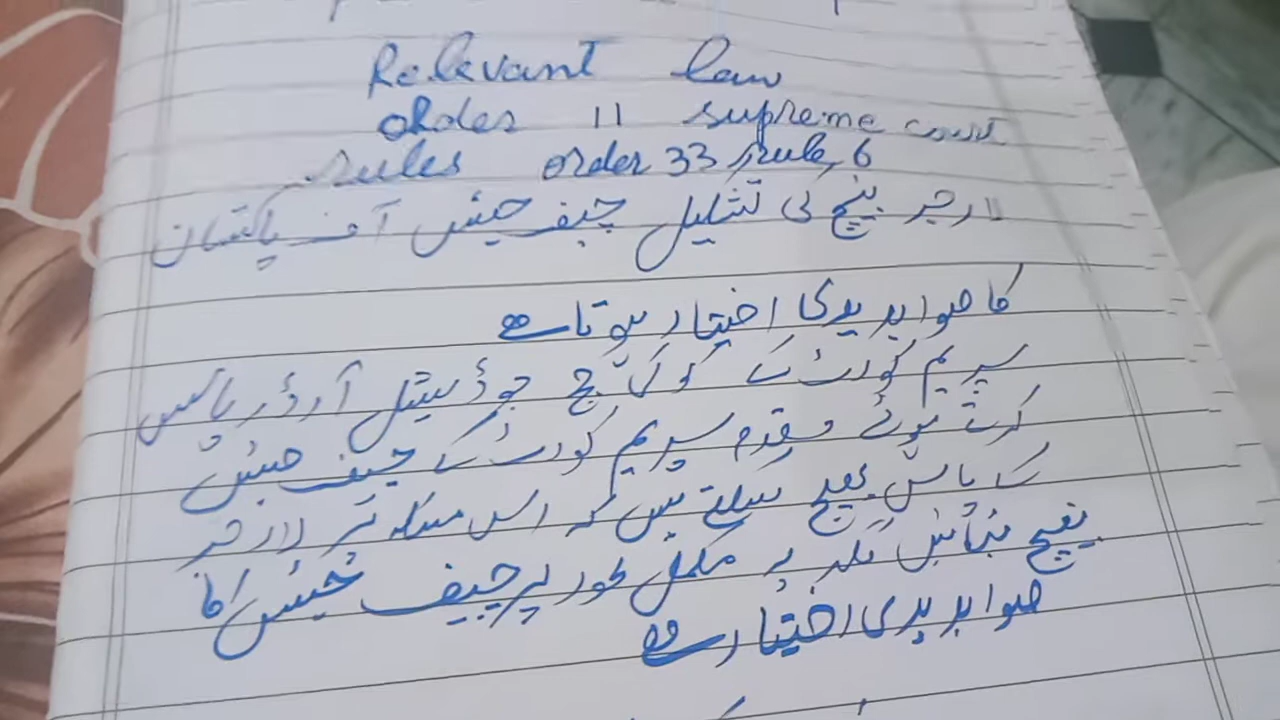 Relevant law
Order 11 supreme court
rules order 33 rule, 6
لارجر بینچ کی تشکیل چیف جسٹس آف پاکستان
کا صوابدیدی اختیار ہوتا ہے
سپریم کورٹ کے کوئی جج جوڈیشل آرڈر پاس
کرتے ہوئے مقدمہ سپریم کورٹ کے چیف جسٹس
کے پاس بھیج سکتے ہیں کہ اس مسئلہ پر لارجر
بینچ بنائیں بلکہ یہ مکمل طور پر چیف جسٹس کا
صوابدیدی اختیار ہے